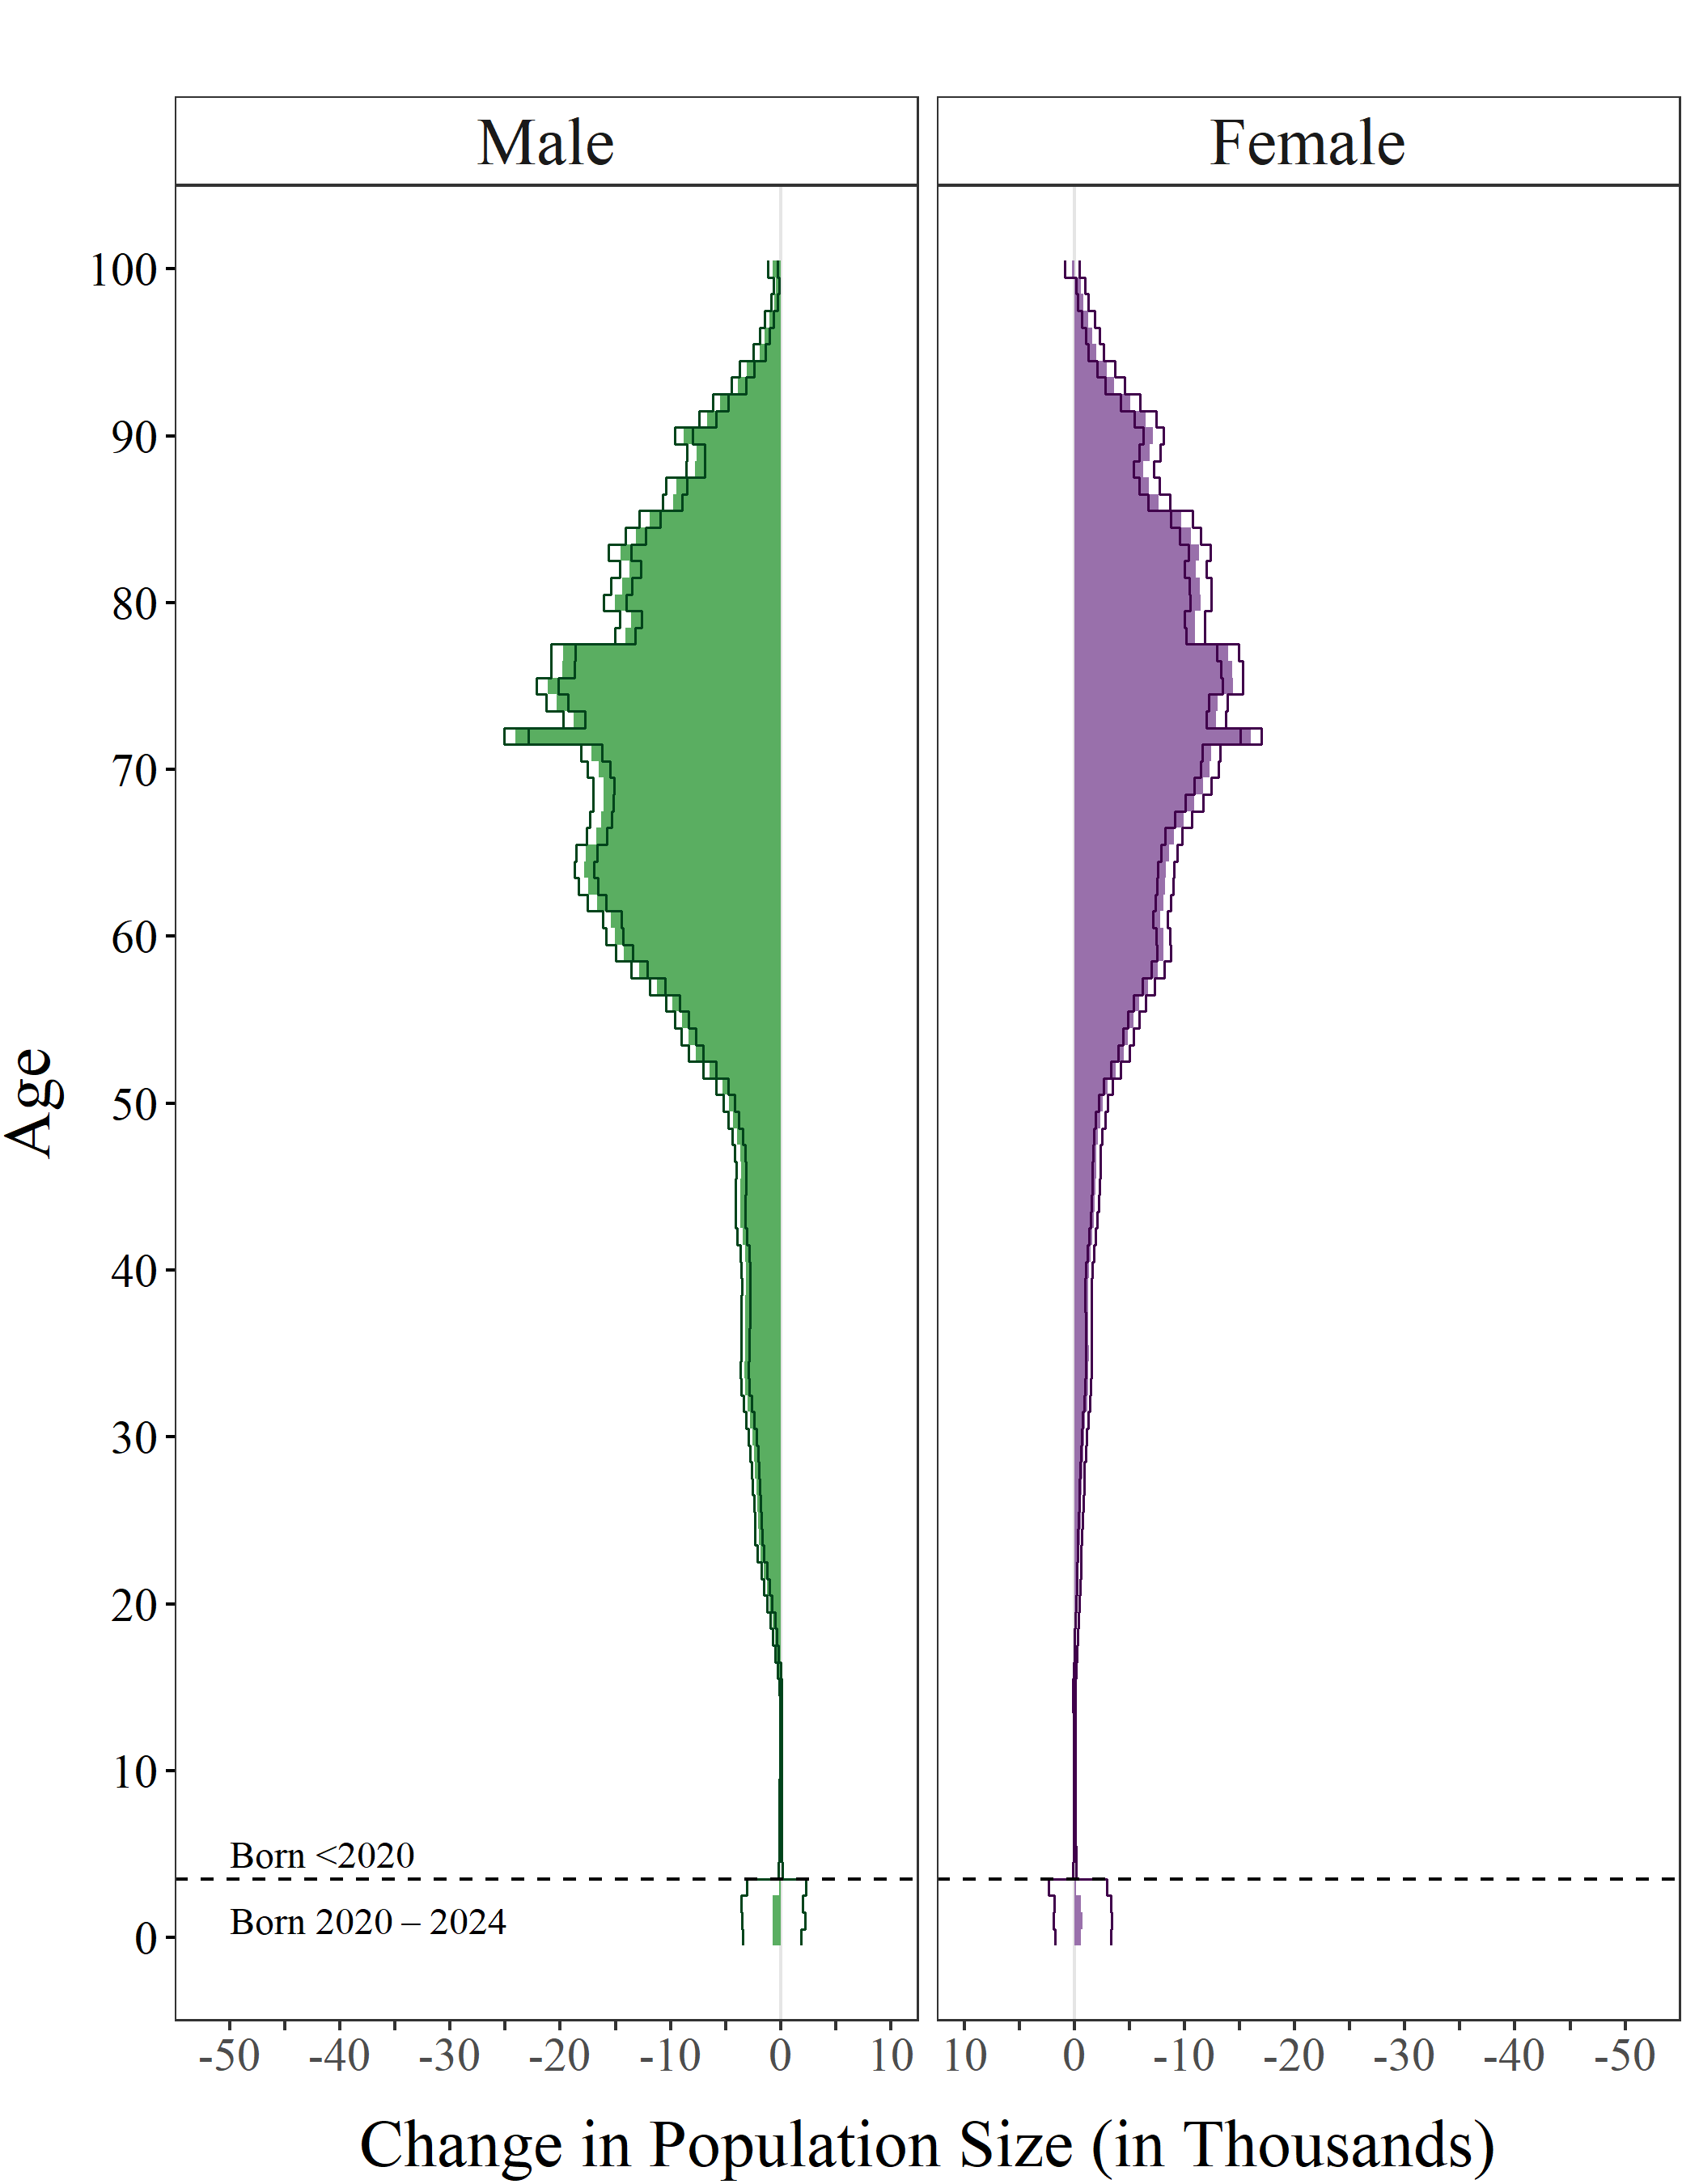 Male Female
100
90
80
70
60
50
40
30
20
10
0
Age
Born <2020
Born 2020 – 2024
-50 -40 -30 -20 -10 0 10 10 0 -10 -20 -30 -40 -50
Change in Population Size (in Thousands)